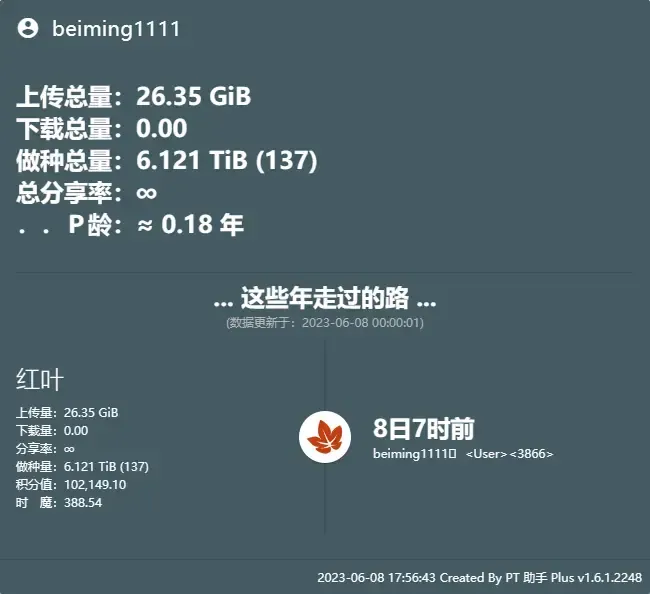 beiming1111
上传总量：26.35 GiB
下载总量：0.00
做种总量：6.121 TiB (137)
总分享率：∞
．．P龄：≈ 0.18 年
... 这些年走过的路 ...
(数据更新于：2023-06-08 00:00:01)
红叶
上传量：26.35 GiB
下载量：0.00
分享率：∞
做种量：6.121 TiB (137)
积分值：102,149.10
时　魔：388.54
8日7时前
beiming1111 <User><3866>
2023-06-08 17:56:43 Created By PT 助手 Plus v1.6.1.2248